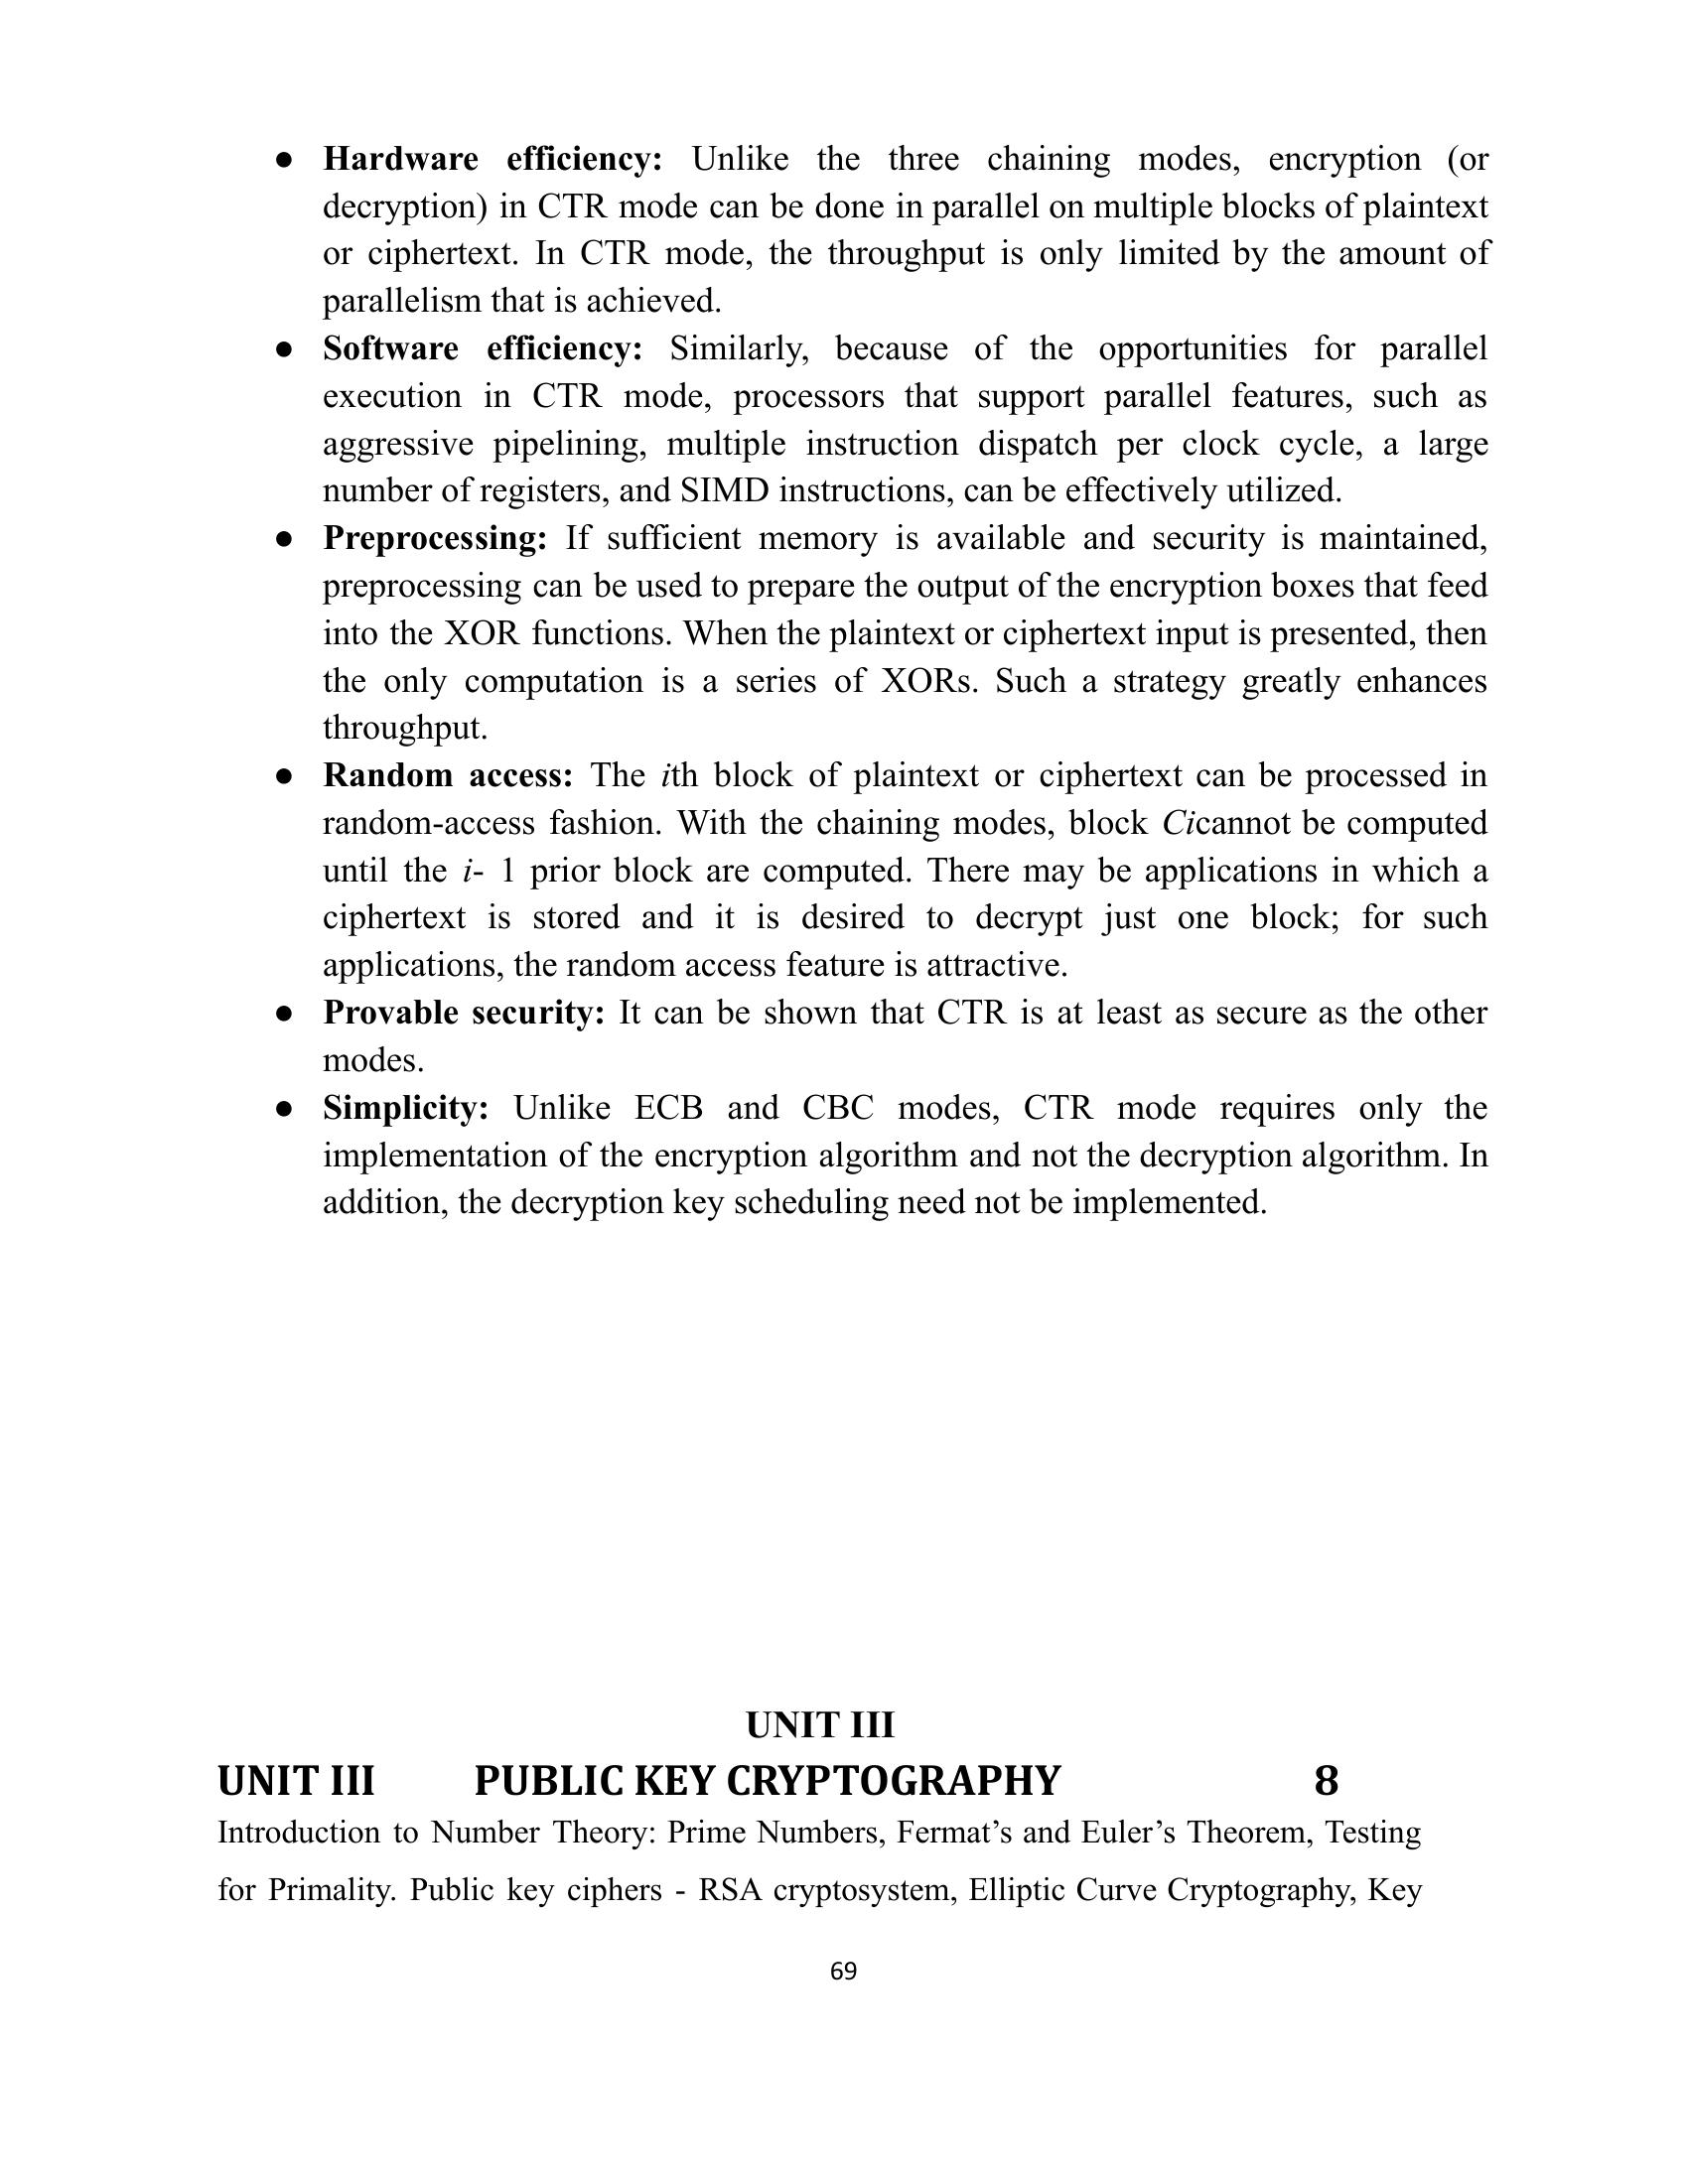 ● Hardware efficiency: Unlike the three chaining modes, encryption (or
decryption) in CTR mode can be done in parallel on multiple blocks of plaintext
or ciphertext. In CTR mode, the throughput is only limited by the amount of
parallelism that is achieved.
● Software efficiency: Similarly, because of the opportunities for parallel
execution in CTR mode, processors that support parallel features, such as
aggressive pipelining, multiple instruction dispatch per clock cycle, a large
number of registers, and SIMD instructions, can be effectively utilized.
● Preprocessing: If sufficient memory is available and security is maintained,
preprocessing can be used to prepare the output of the encryption boxes that feed
into the XOR functions. When the plaintext or ciphertext input is presented, then
the only computation is a series of XORs. Such a strategy greatly enhances
throughput.
● Random access: The ith block of plaintext or ciphertext can be processed in
random-access fashion. With the chaining modes, block Cicannot be computed
until the i- 1 prior block are computed. There may be applications in which a
ciphertext is stored and it is desired to decrypt just one block; for such
applications, the random access feature is attractive.
● Provable security: It can be shown that CTR is at least as secure as the other
modes.
● Simplicity: Unlike ECB and CBC modes, CTR mode requires only the
implementation of the encryption algorithm and not the decryption algorithm. In
addition, the decryption key scheduling need not be implemented.
UNIT III
UNIT III PUBLIC KEY CRYPTOGRAPHY 8
Introduction to Number Theory: Prime Numbers, Fermat’s and Euler’s Theorem, Testing
for Primality. Public key ciphers - RSA cryptosystem, Elliptic Curve Cryptography, Key
69